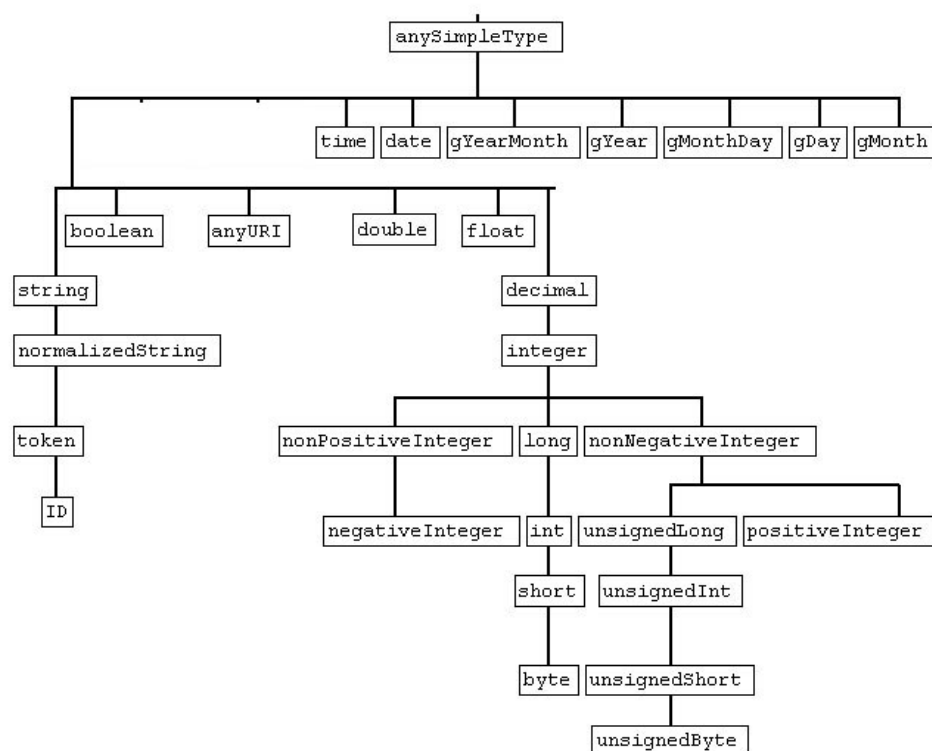 anySimpleType
time date gYearMonth gYear gMonthDay gDay gMonth
boolean anyURI double float
string decimal
normalizedString integer
token nonPositiveInteger long nonNegativeInteger
ID negativeInteger int unsignedLong positiveInteger
short unsignedInt
byte unsignedShort
unsignedByte